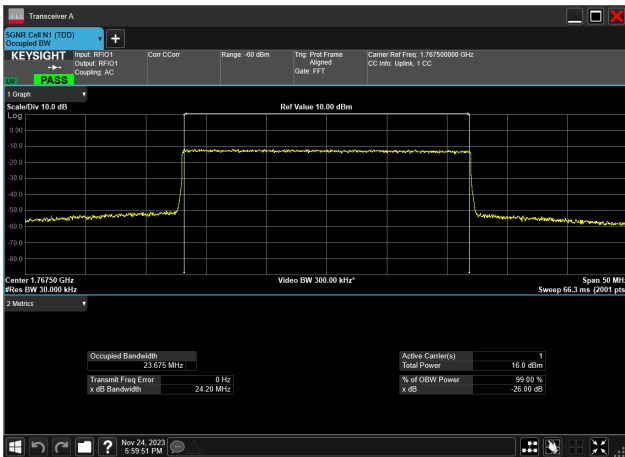 Transceiver A
5GNR Cell N1 (TDD)
Occupied BW
KEYSIGHT
PASS
Input: RFIO1
Output: RFIO1
Coupling: AC
Corr CCorr
Range: -60 dBm
Trig: Prot Frame
Aligned
Gate: FFT
Carrier Ref Freq: 1.767500000 GHz
CC Info: Uplink, 1 CC
1 Graph
Scale/Div 10.0 dB
Ref Value 10.00 dBm
Log
0.00
-10.0
-20.0
-30.0
-40.0
-50.0
-60.0
-70.0
-80.0
Center 1.76750 GHz
Video BW 300.00 kHz*
Span 50 MH
#Res BW 30.000 kHz
Sweep 66.3 ms (2001 pts
2 Metrics
Occupied Bandwidth
23.675 MHz
Transmit Freq Error 0 Hz
x dB Bandwidth 24.20 MHz
Active Carrier(s) 1
Total Power 16.0 dBm
% of OBW Power 99.00 %
x dB -26.00 dB
?
Nov 24, 2023
5:59:51 PM